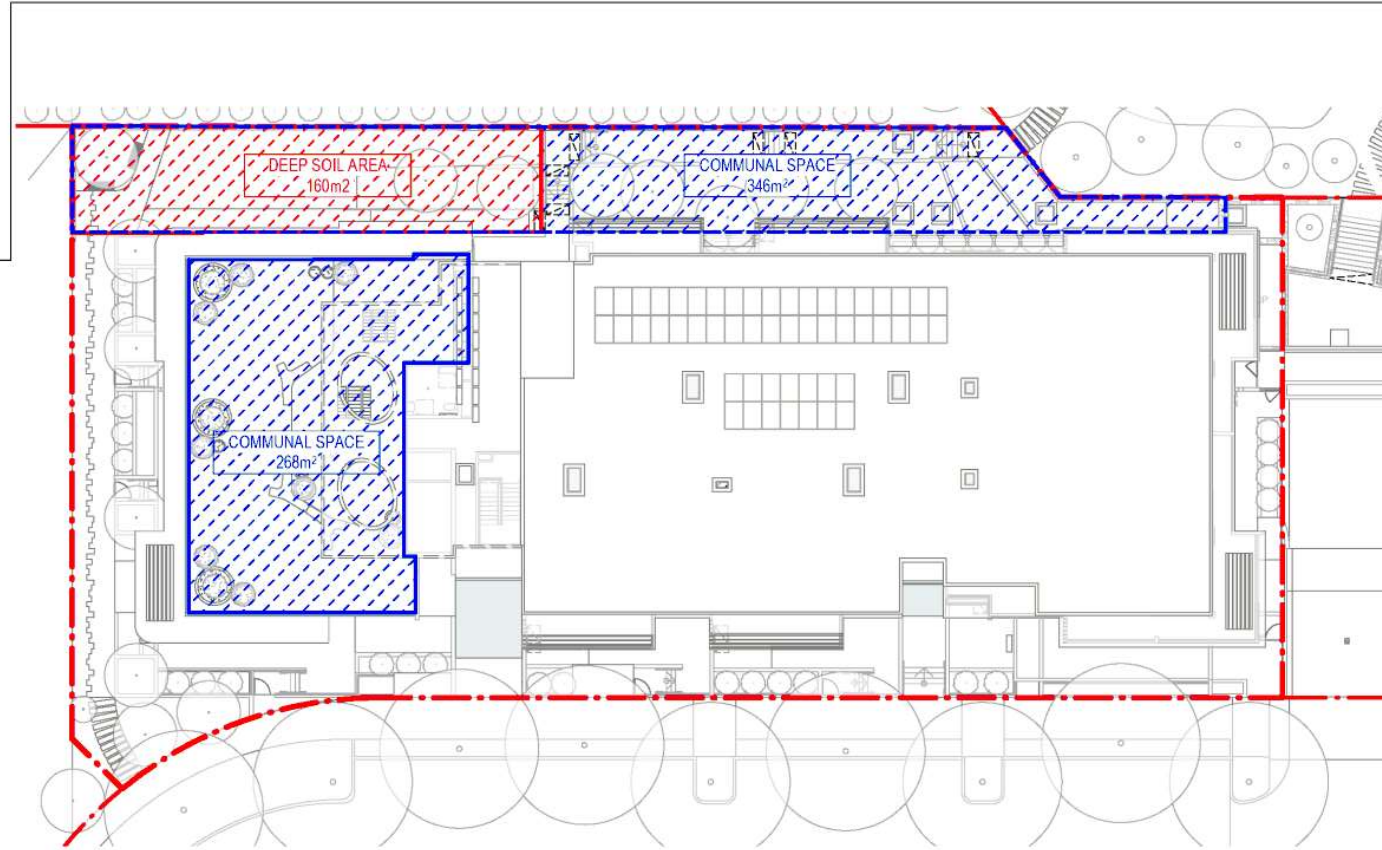 DEEP SOIL AREA
160m2
COMMUNAL SPACE
346m²
COMMUNAL SPACE
268m²